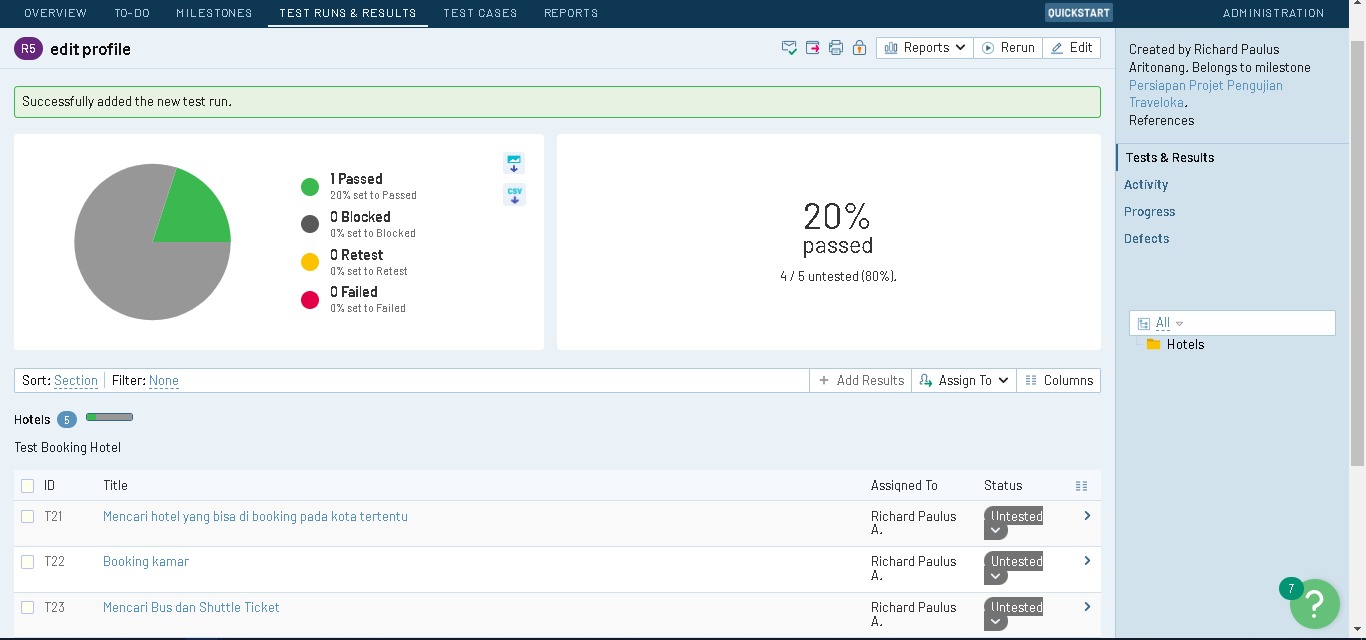 OVERVIEW TO-DO MILESTONES TEST RUNS & RESULTS TEST CASES REPORTS QUICKSTART ADMINISTRATION
R5 edit profile
Reports Rerun Edit
Successfully added the new test run.
1 Passed
20% set to Passed
0 Blocked
0% set to Blocked
0 Retest
0% set to Retest
0 Failed
0% set to Failed
CSV
20%
passed
4 / 5 untested (80%).
Sort: Section Filter: None
Add Results Assign To Columns
Hotels 5
Test Booking Hotel
ID Title Assigned To Status
T21 Mencari hotel yang bisa di booking pada kota tertentu Richard Paulus Untested
A.
T22 Booking kamar Richard Paulus Untested
A.
T23 Mencari Bus dan Shuttle Ticket Richard Paulus Untested
A.
Created by Richard Paulus
Aritonang. Belongs to milestone
Persiapan Projet Pengujian
Traveloka.
References
Tests & Results
Activity
Progress
Defects
All
Hotels
7
?